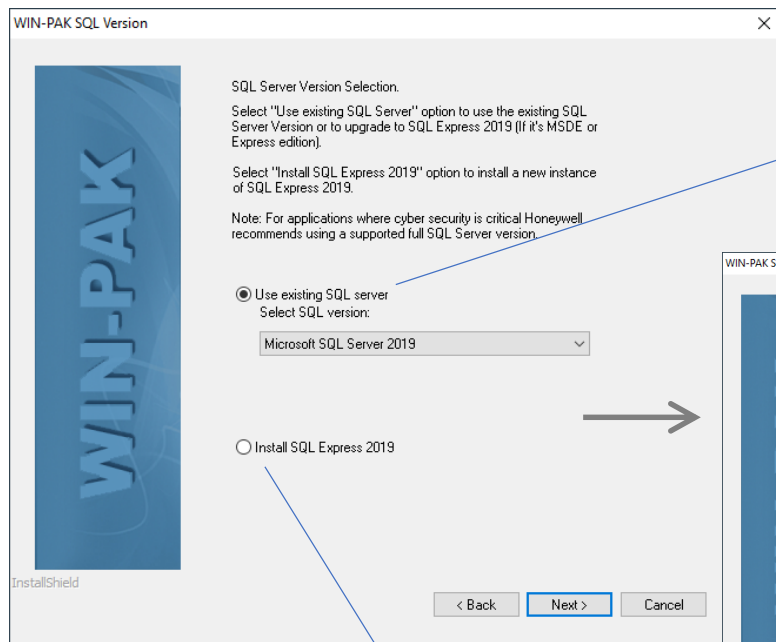 WIN-PAK SQL Version
WIN-PAK
SQL Server Version Selection.
Select "Use existing SQL Server" option to use the existing SQL
Server Version or to upgrade to SQL Express 2019 (If it's MSDE or
Express edition).
Select "Install SQL Express 2019" option to install a new instance
of SQL Express 2019.
Note: For applications where cyber security is critical Honeywell
recommends using a supported full SQL Server version.
Use existing SQL server
Select SQL version:
Microsoft SQL Server 2019
Install SQL Express 2019
InstallShield
< Back
Next >
Cancel
WIN-PAK S